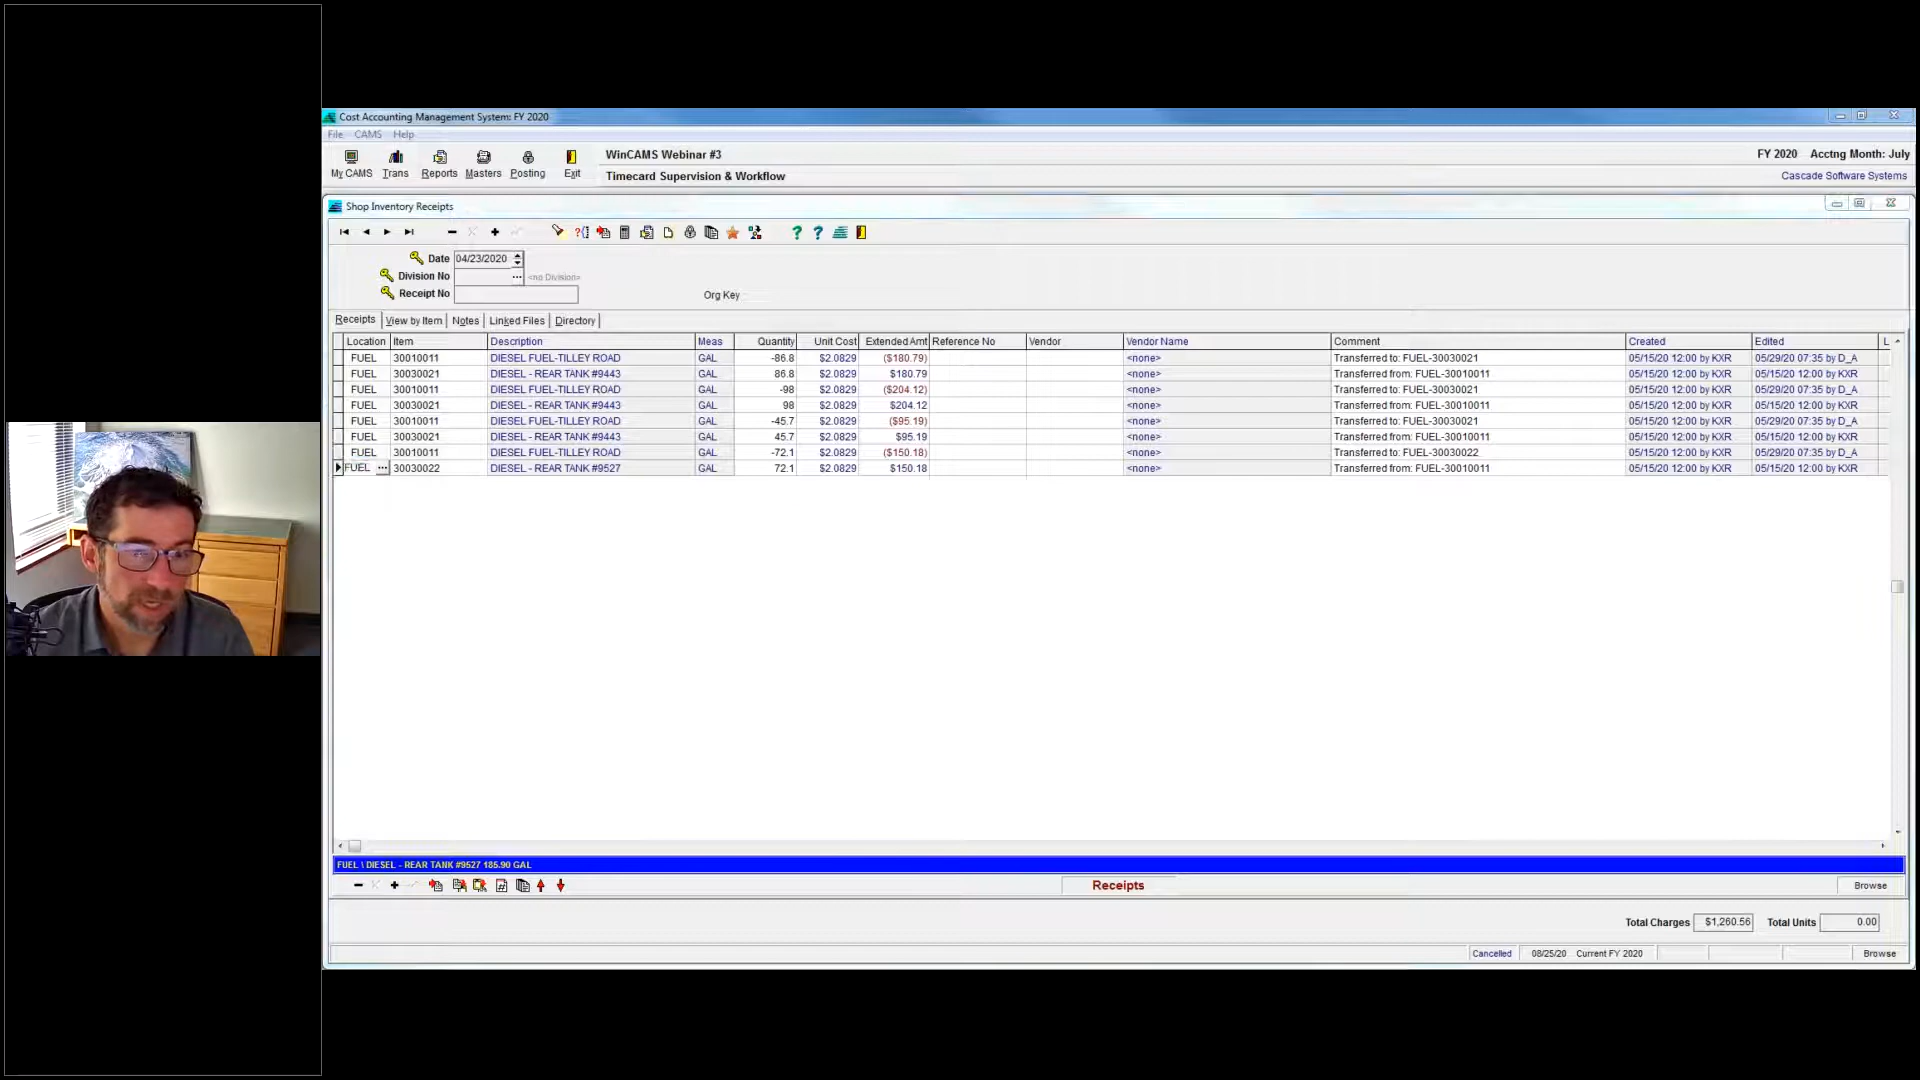 Cost Accounting Management System: FY 2020
File CAMS Help
My CAMS Trans Reports Masters Posting Exit
WinCAMS Webinar #3
Timecard Supervision & Workflow
FY 2020 Acctng Month: July
Cascade Software Systems
Shop Inventory Receipts
Date 04/23/2020
Division No ... <no Division>
Receipt No
Org Key
Receipts View by Item Notes Linked Files Directory
Location Item Description Meas Quantity Unit Cost Extended Amt Reference No Vendor Vendor Name Comment Created Edited L
FUEL 30010011 DIESEL FUEL-TILLEY ROAD GAL -86.8 $2.0829 ($180.79) <none> Transferred to: FUEL-30030021 05/15/20 12:00 by KXR 05/29/20 07:35 by D_A
FUEL 30030021 DIESEL - REAR TANK #9443 GAL 86.8 $2.0829 $180.79 <none> Transferred from: FUEL-30010011 05/15/20 12:00 by KXR 05/15/20 12:00 by KXR
FUEL 30010011 DIESEL FUEL-TILLEY ROAD GAL -98 $2.0829 ($204.12) <none> Transferred to: FUEL-30030021 05/15/20 12:00 by KXR 05/29/20 07:35 by D_A
FUEL 30030021 DIESEL - REAR TANK #9443 GAL 98 $2.0829 $204.12 <none> Transferred from: FUEL-30010011 05/15/20 12:00 by KXR 05/15/20 12:00 by KXR
FUEL 30010011 DIESEL FUEL-TILLEY ROAD GAL -45.7 $2.0829 ($95.19) <none> Transferred to: FUEL-30030021 05/15/20 12:00 by KXR 05/29/20 07:35 by D_A
FUEL 30030021 DIESEL - REAR TANK #9443 GAL 45.7 $2.0829 $95.19 <none> Transferred from: FUEL-30010011 05/15/20 12:00 by KXR 05/15/20 12:00 by KXR
FUEL 30010011 DIESEL FUEL-TILLEY ROAD GAL -72.1 $2.0829 ($150.18) <none> Transferred to: FUEL-30030022 05/15/20 12:00 by KXR 05/29/20 07:35 by D_A
FUEL ... 30030022 DIESEL - REAR TANK #9527 GAL 72.1 $2.0829 $150.18 <none> Transferred from: FUEL-30010011 05/15/20 12:00 by KXR 05/15/20 12:00 by KXR
FUEL \ DIESEL - REAR TANK #9527 185.90 GAL
Receipts Browse
Total Charges $1,260.56 Total Units 0.00
Cancelled 08/25/20 Current FY 2020 Browse